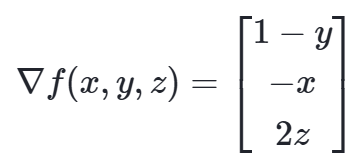 ∇f(x, y, z) = [1 − y
−x
2z]